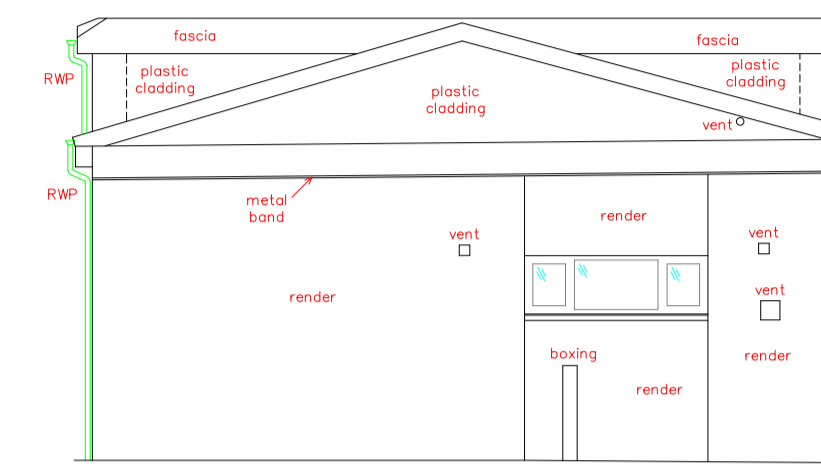 fascia
fascia
RWP
plastic
cladding
plastic
cladding
plastic
cladding
vent
RWP
metal
band
render
vent
vent
render
vent
boxing
render
render